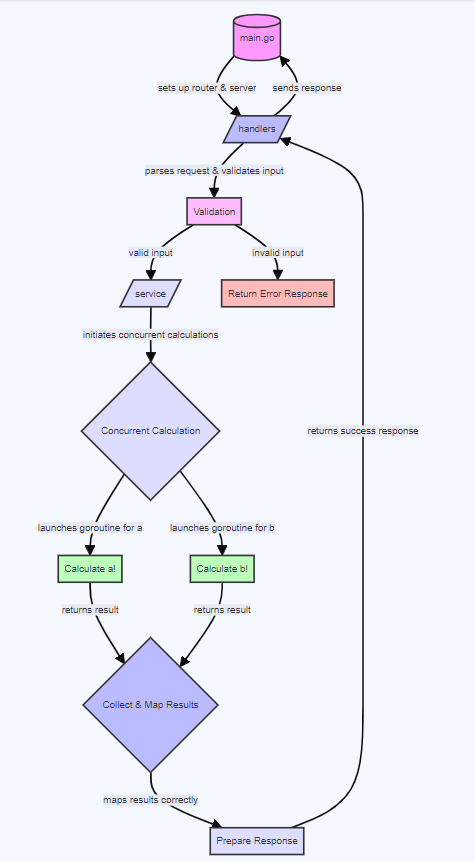 main.go
sets up router & server
sends response
handlers
parses request & validates input
Validation
valid input
invalid input
service
Return Error Response
initiates concurrent calculations
Concurrent Calculation
returns success response
launches goroutine for a
launches goroutine for b
Calculate a!
Calculate b!
returns result
returns result
Collect & Map Results
maps results correctly
Prepare Response